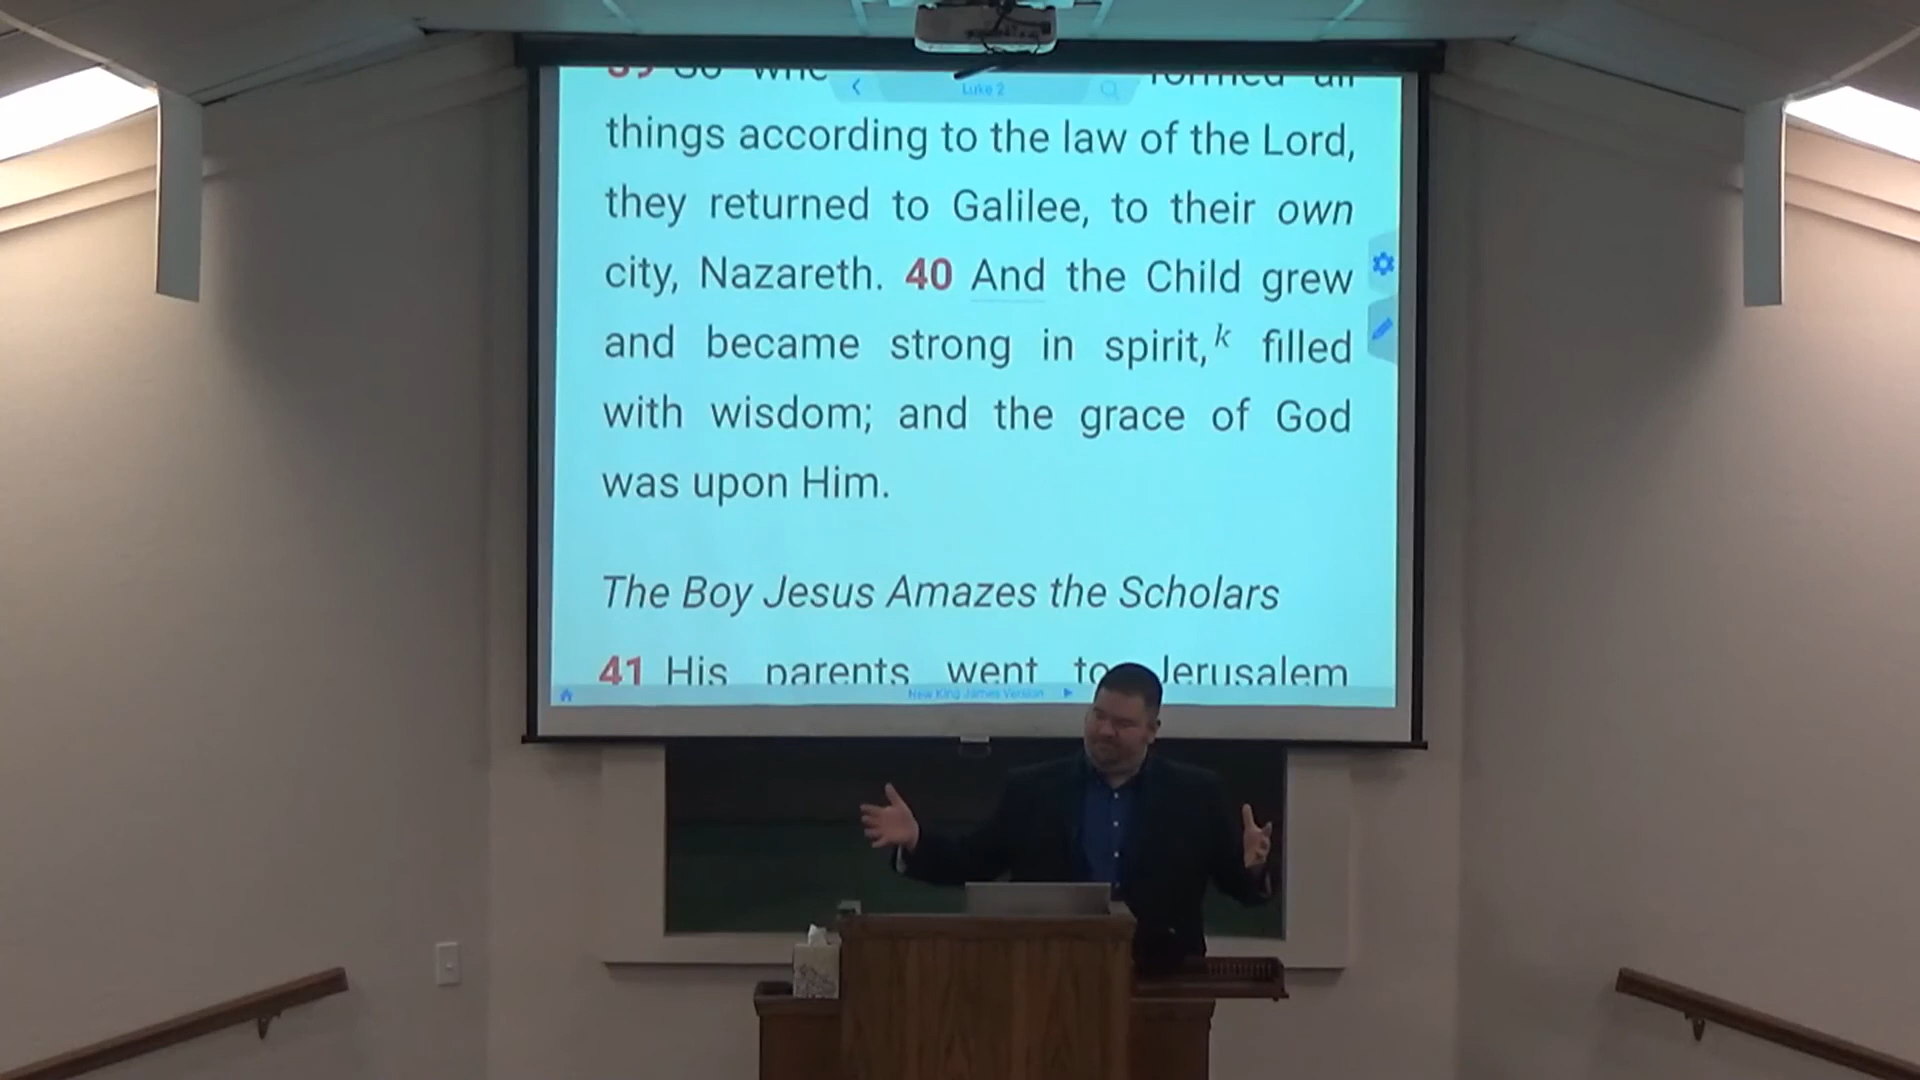 Luke 2
things according to the law of the Lord,
they returned to Galilee, to their own
city, Nazareth. 40 And the Child grew
and became strong in spirit,k filled
with wisdom; and the grace of God
was upon Him.
The Boy Jesus Amazes the Scholars
41 His parents went to Jerusalem
New King James Version